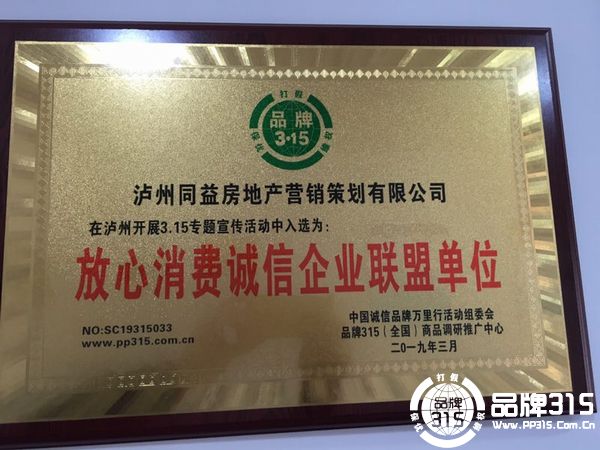 打假
品牌
3·15
维权
泸州同益房地产营销策划有限公司
在泸州开展3.15专题宣传活动中入选为:
放心消费诚信企业联盟单位
中国诚信品牌万里行活动组委会
NO:SC19315033
品牌315(全国)商品调研推广中心
www.pp315.com.cn
二〇一九年三月
打假
品牌
315
品牌315
Www.PP315.Com.Cn